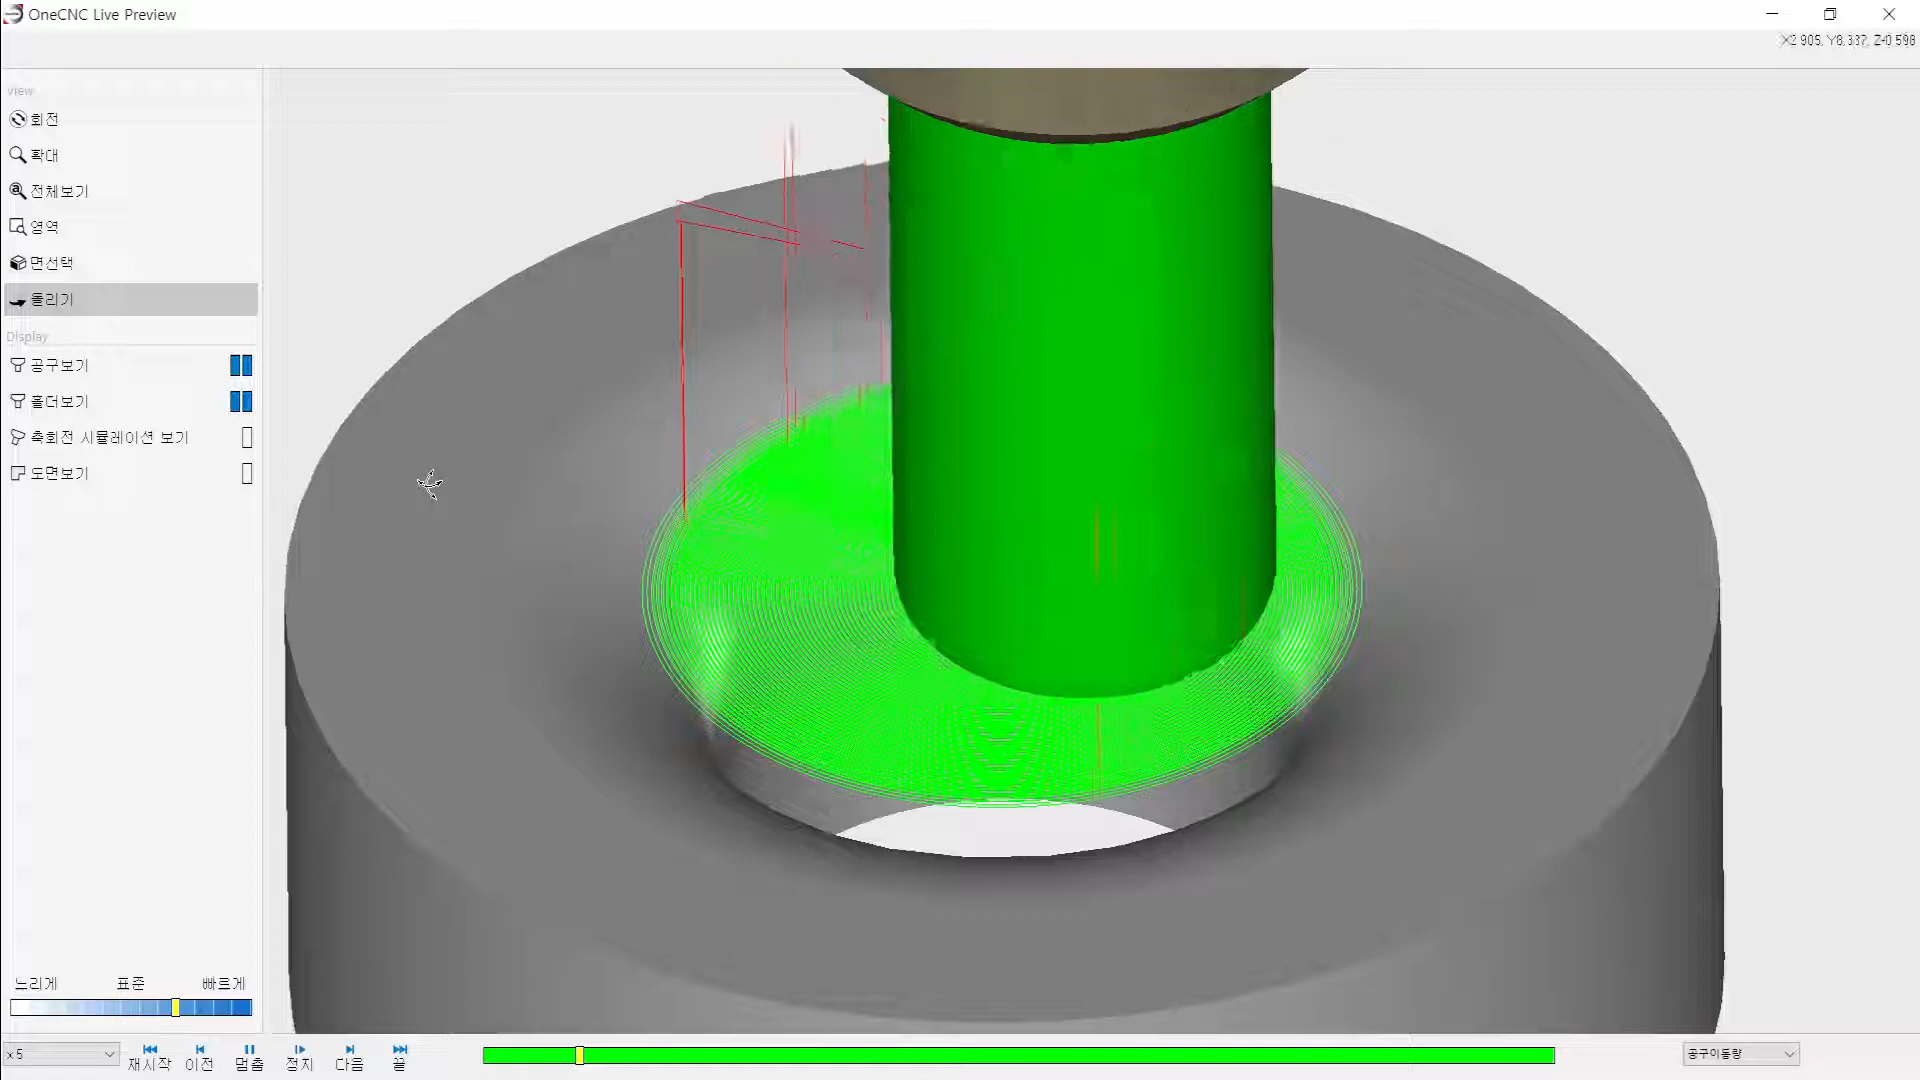 OneCNC Live Preview
X2.905, Y8.337, Z-0.598
View
회전
확대
전체보기
영역
면선택
돌리기
Display
공구보기
홀더보기
축회전 시뮬레이션 보기
도면보기
느리게 표준 빠르게
x5
재시작 이전 멈춤 정지 다음 끝
공구이동량